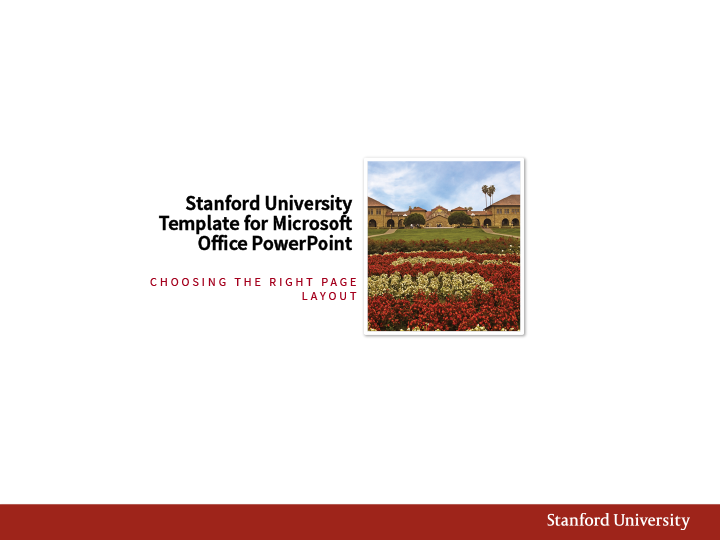 Stanford University
Template for Microsoft
Office PowerPoint
CHOOSING THE RIGHT PAGE
LAYOUT
Stanford University